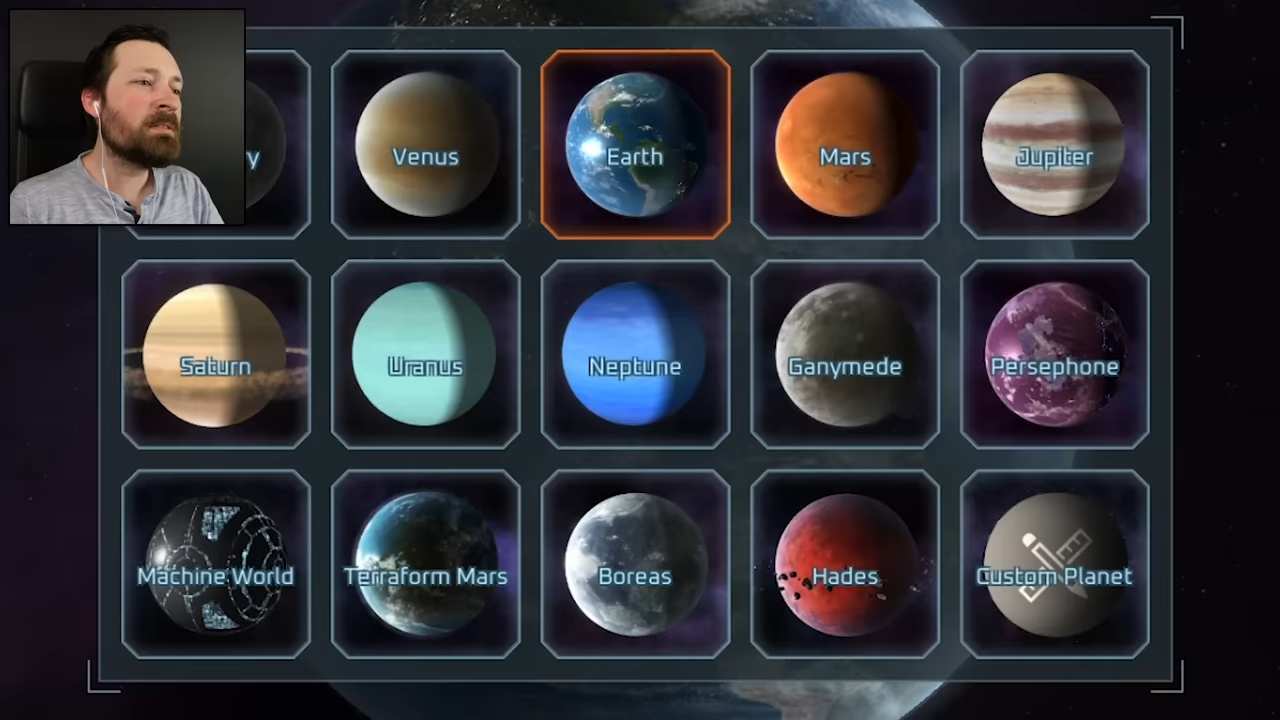 y
Venus
Earth
Mars
Jupiter
Saturn
Uranus
Neptune
Ganymede
Persephone
Machine World
Terraform Mars
Boreas
Hades
Custom Planet